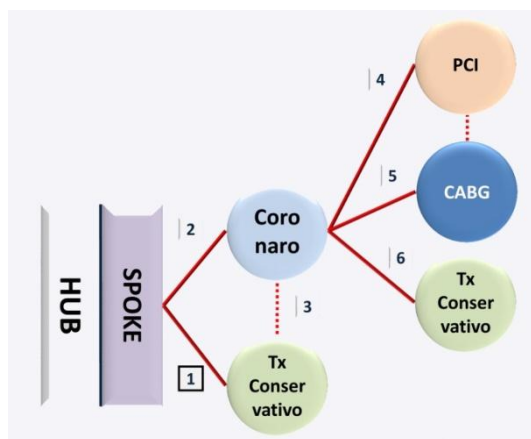 4
PCI
5
CABG
2
Coro
naro
6
HUB
SPOKE
3
Tx
Conser
vativo
1
Tx
Conser
vativo